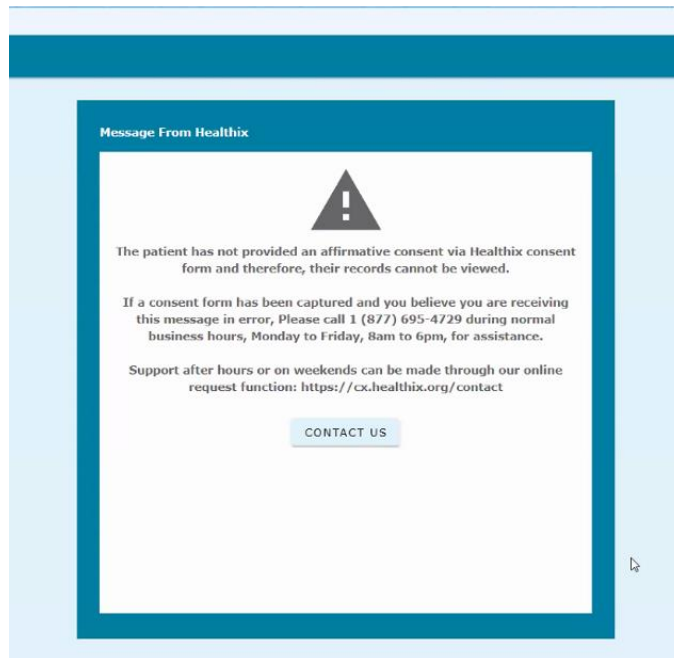 Message From Healthix
The patient has not provided an affirmative consent via Healthix consent
form and therefore, their records cannot be viewed.
If a consent form has been captured and you believe you are receiving
this message in error, Please call 1 (877) 695-4729 during normal
business hours, Monday to Friday, 8am to 6pm, for assistance.
Support after hours or on weekends can be made through our online
request function: https://cx.healthix.org/contact
CONTACT US